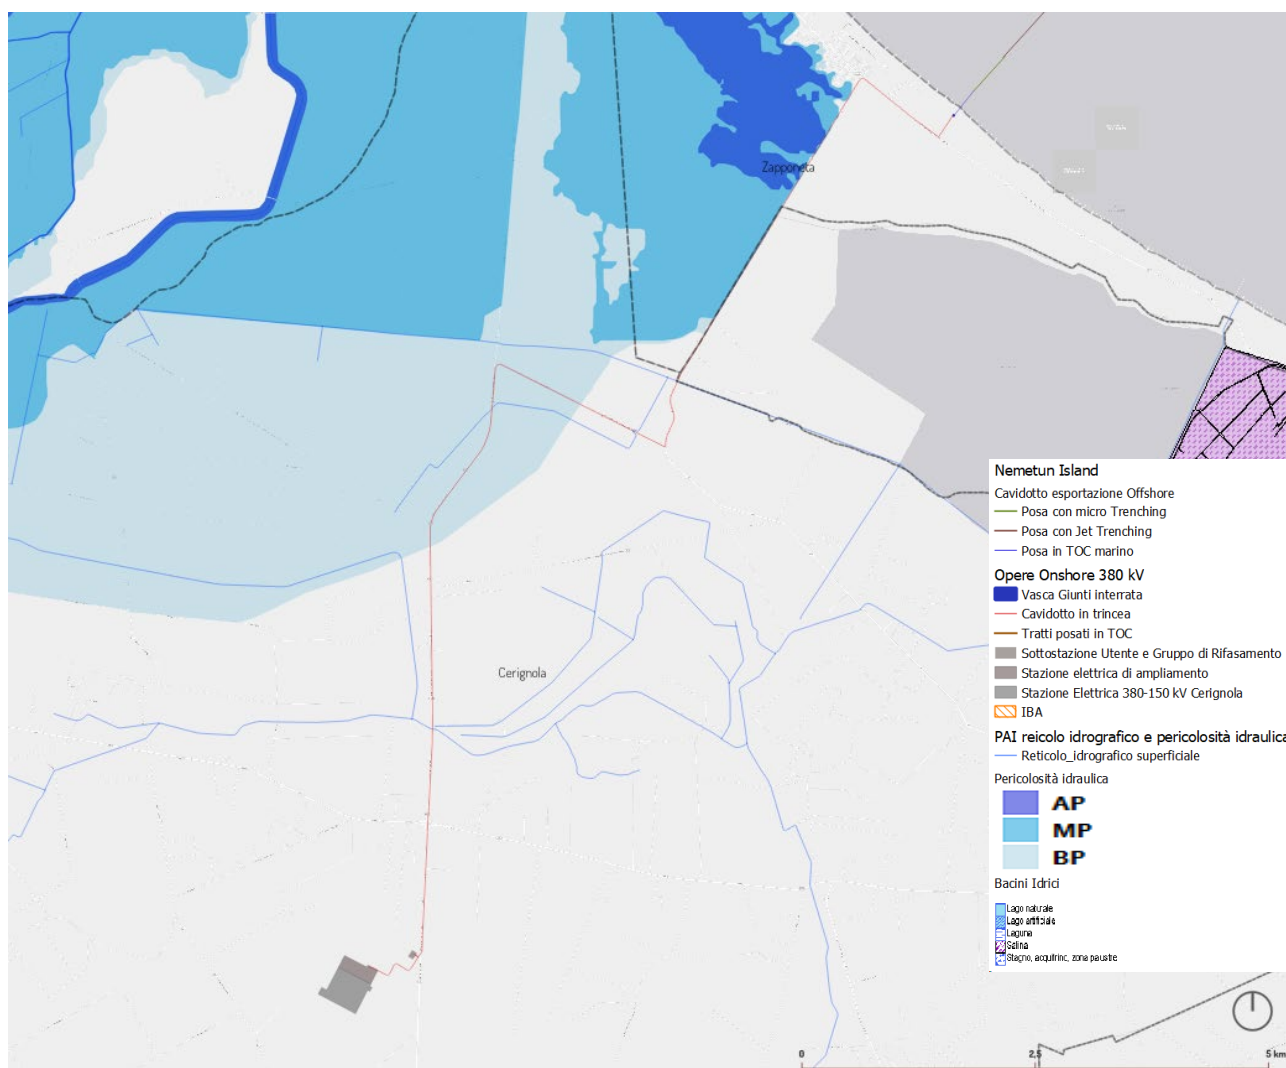 Zapponeta
Cerignola
Nemetun Island
Cavidotto esportazione Offshore
Posa con micro Trenching
Posa con Jet Trenching
Posa in TOC marino
Opere Onshore 380 kV
Vasca Giunti interrata
Cavidotto in trincea
Tratti posati in TOC
Sottostazione Utente e Gruppo di Rifasamento
Stazione elettrica di ampliamento
Stazione Elettrica 380-150 kV Cerignola
IBA
PAI reicolo idrografico e pericolosità idraulica
Reticolo_idrografico superficiale
Pericolosità idraulica
AP
MP
BP
Bacini Idrici
Lago naturale
Lago artificiale
Laguna
Salina
Stagno, acquitrino, zona palustre
0 2,5 5 km